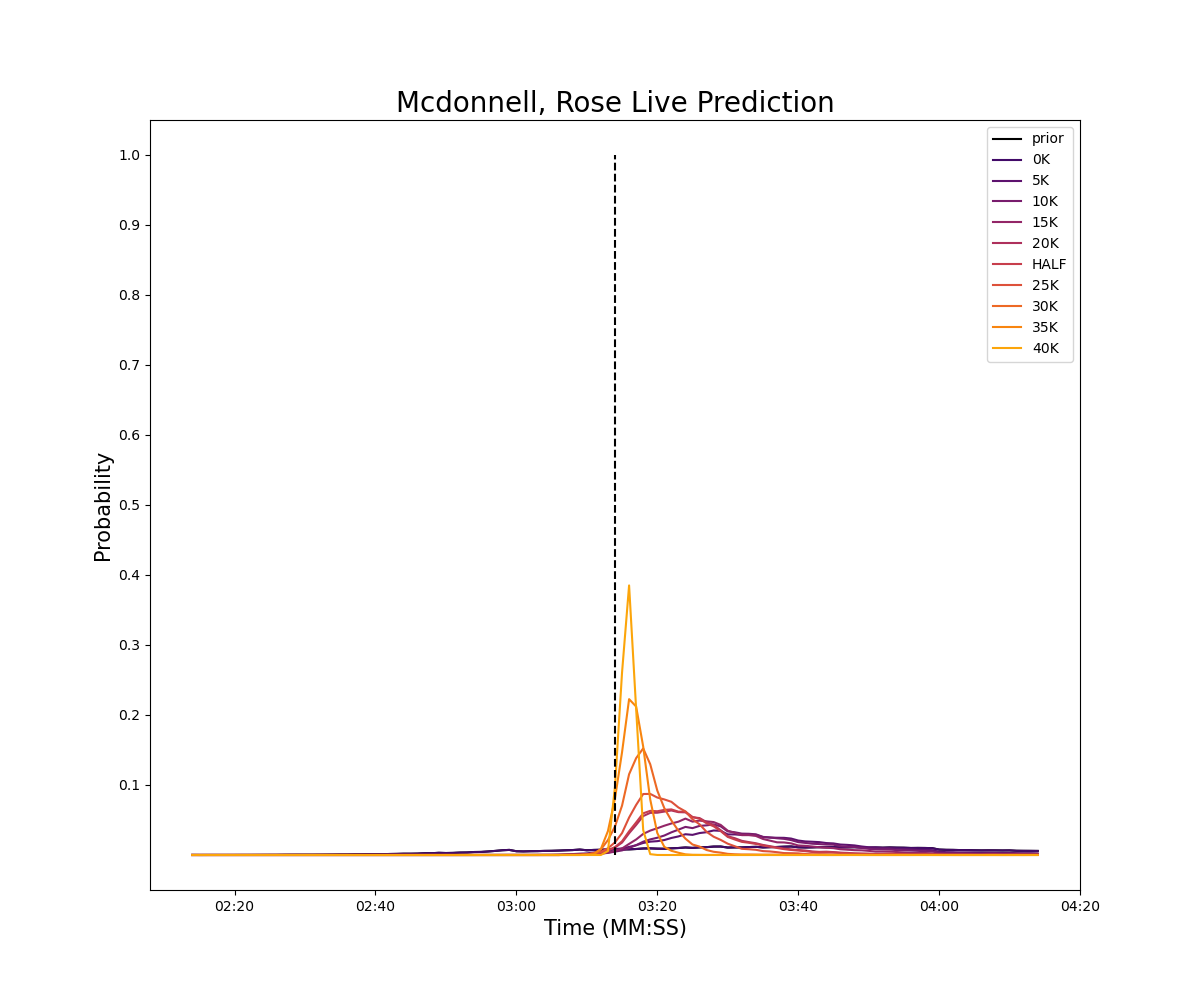 Mcdonnell, Rose Live Prediction
prior
0K
5K
10K
15K
20K
HALF
25K
30K
35K
40K
1.0
0.9
0.8
0.7
0.6
0.5
0.4
0.3
0.2
0.1
Probability
02:20 02:40 03:00 03:20 03:40 04:00 04:20
Time (MM:SS)